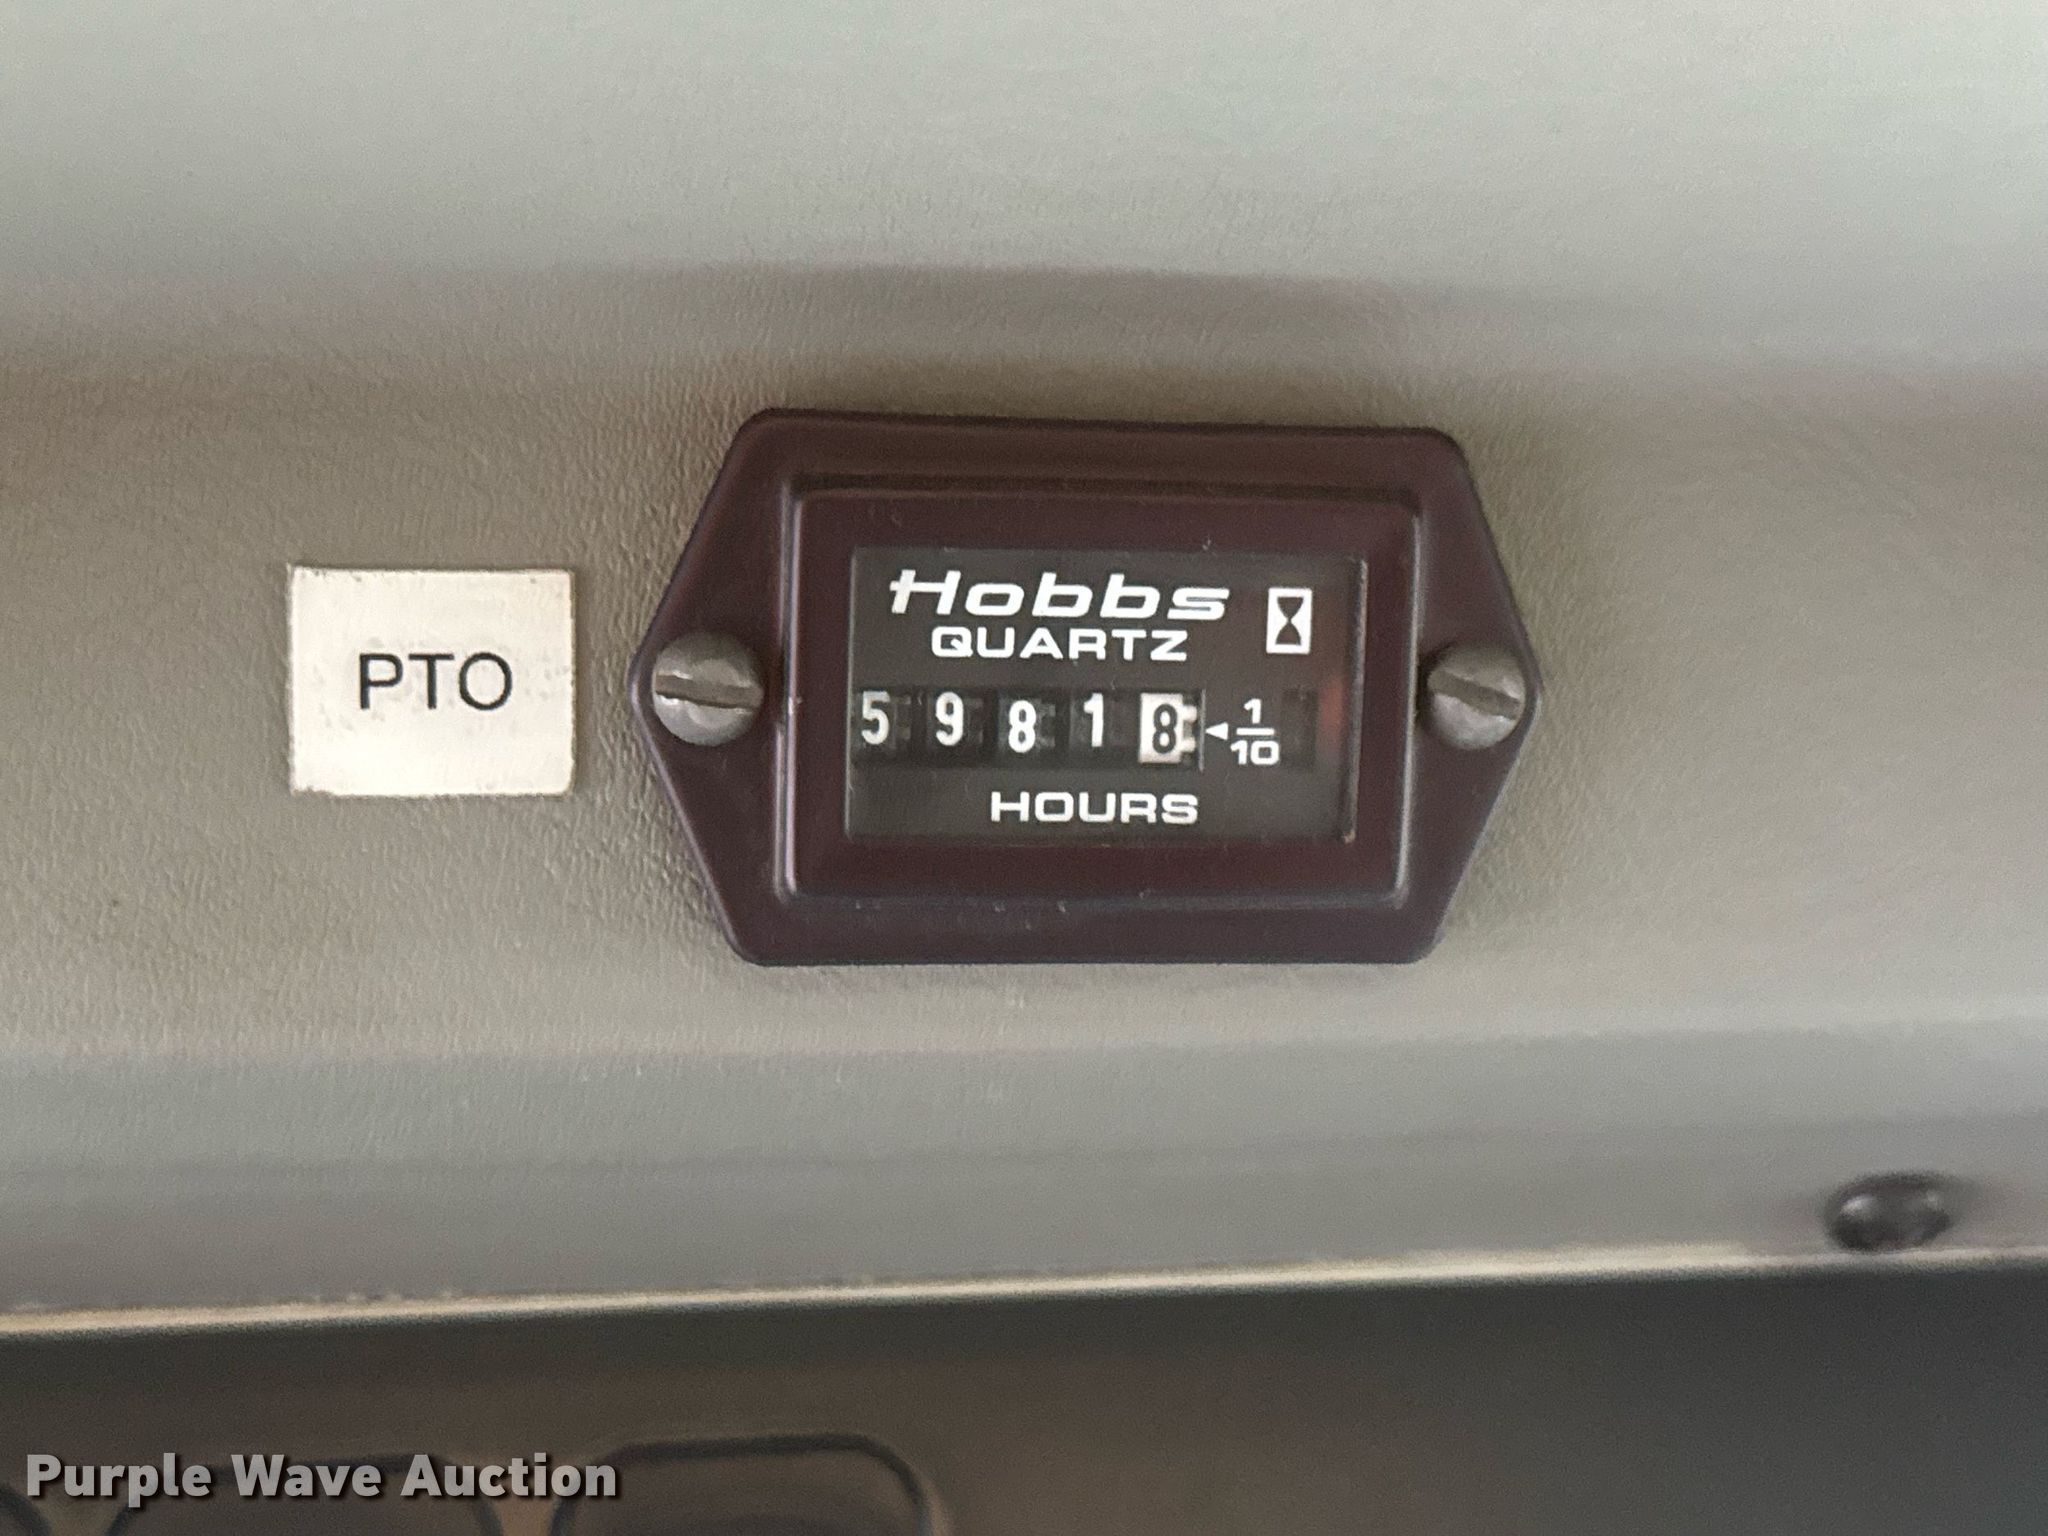 PTO
Hobbs
QUARTZ
5 9 8 1 8 ◄ 1/10
HOURS
Purple Wave Auction